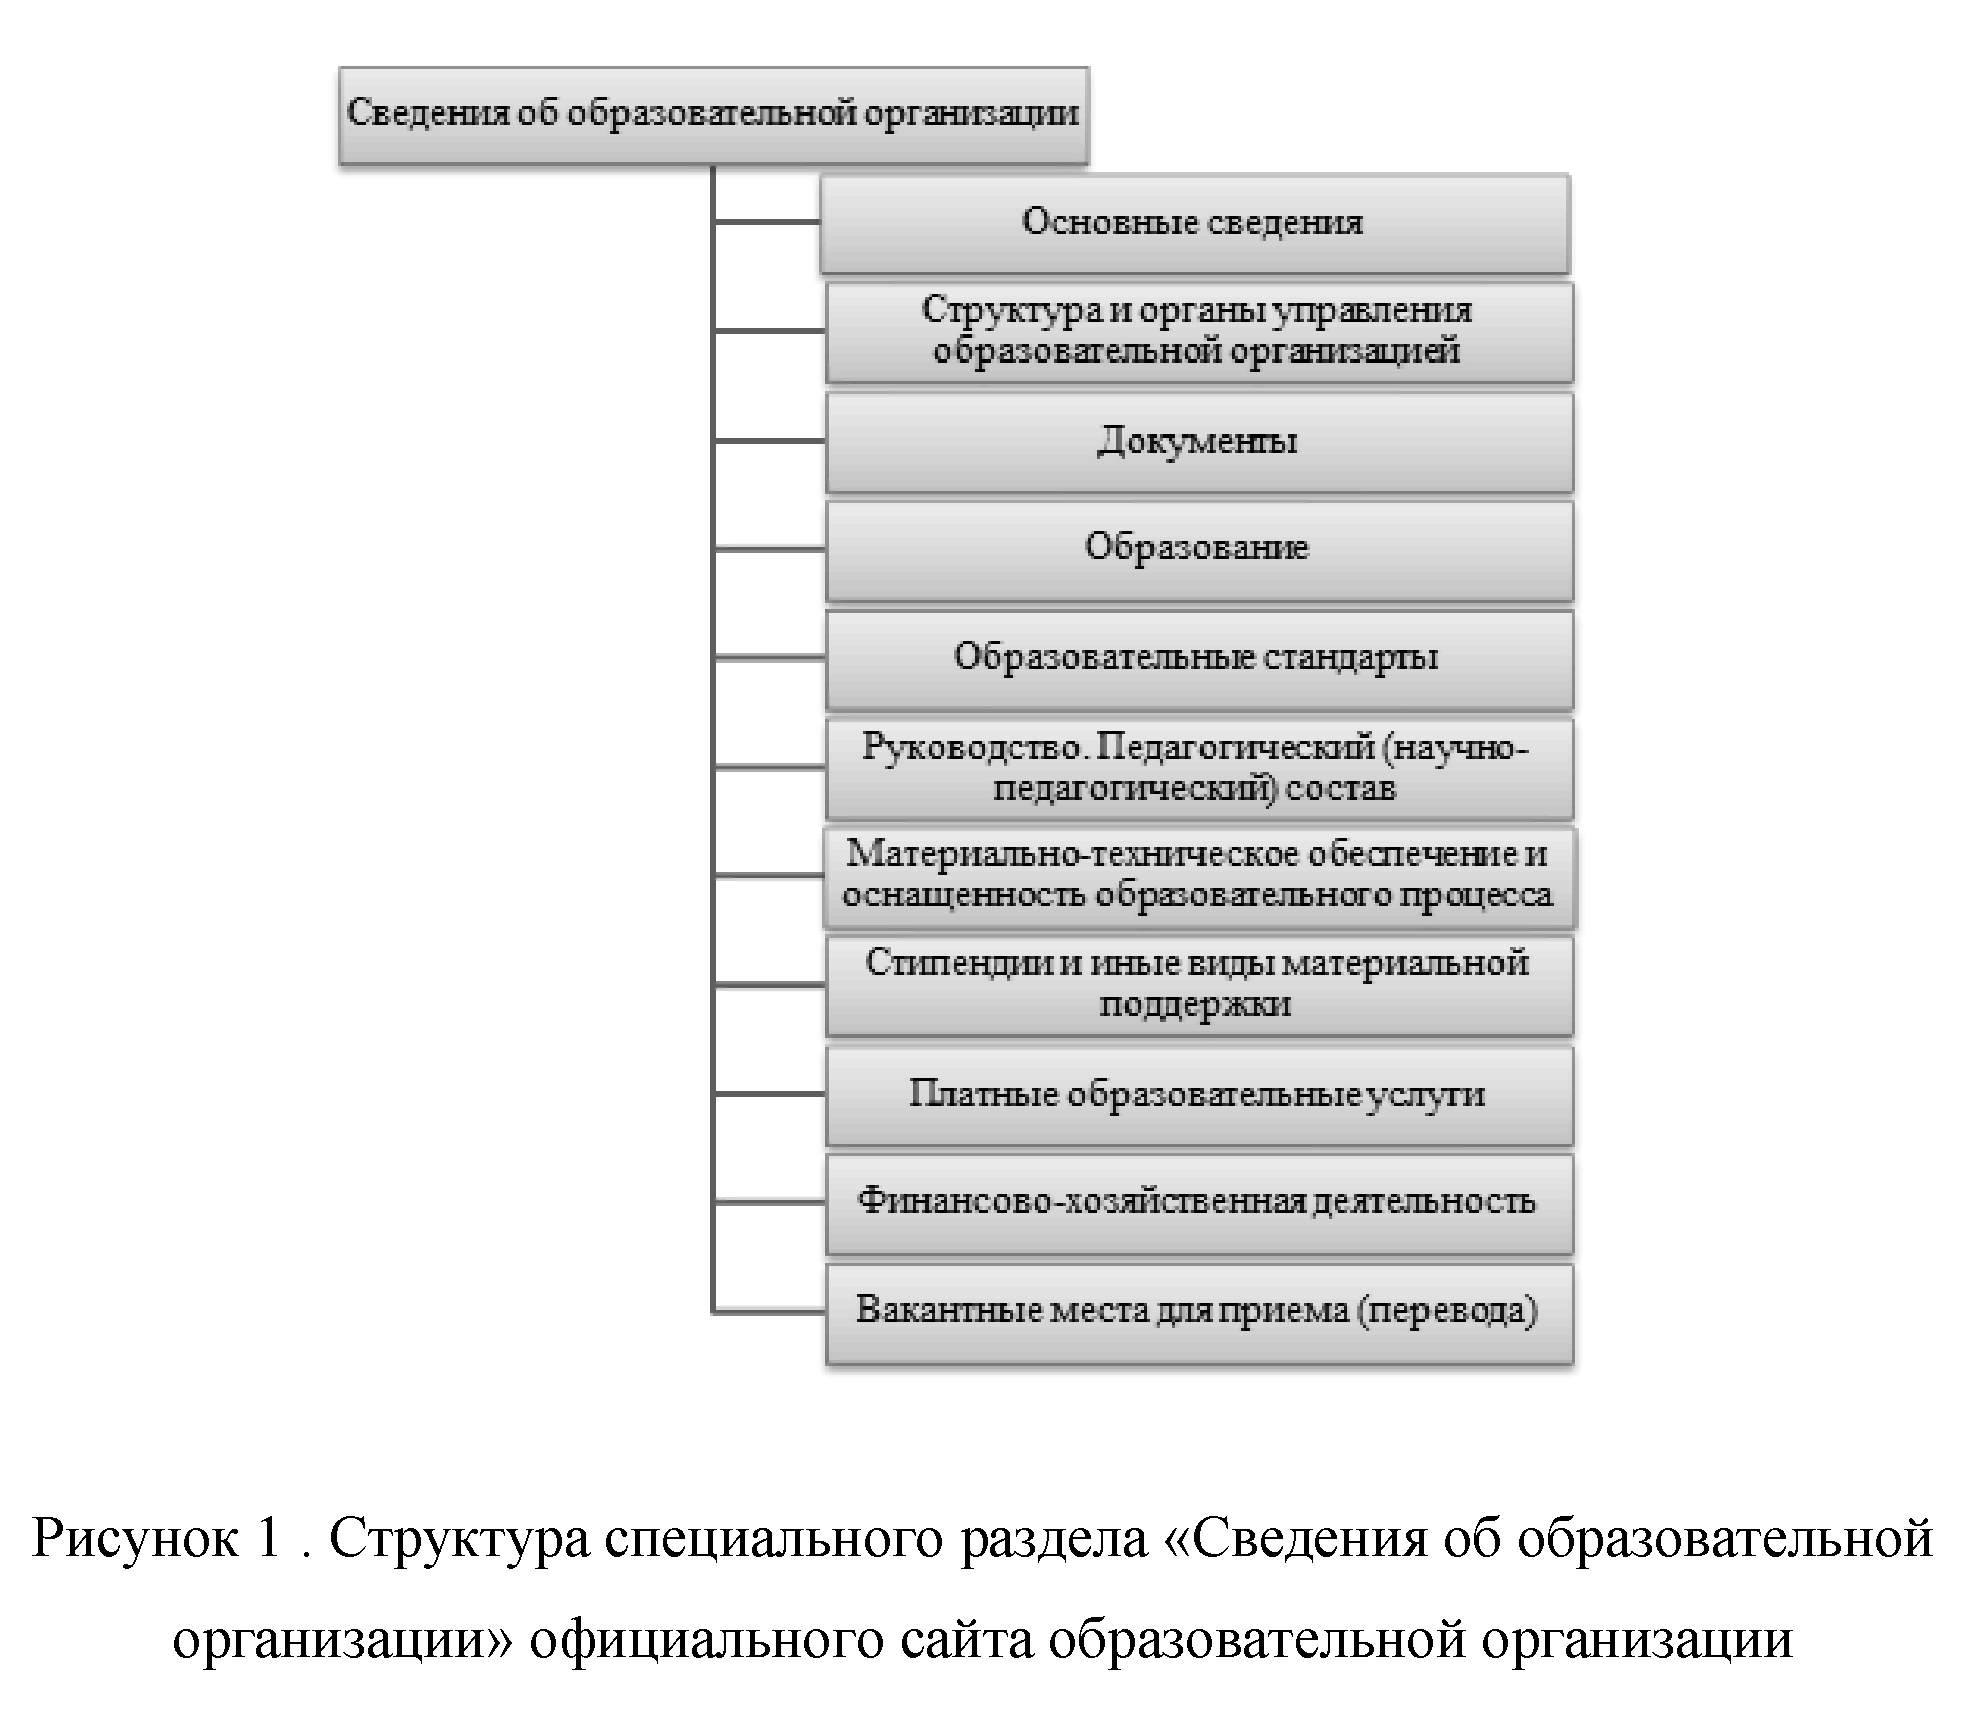 Сведения об образовательной организации
Основные сведения
Структура и органы управления
образовательной организацией
Документы
Образование
Образовательные стандарты
Руководство. Педагогический (научно-
педагогический) состав
Материально-техническое обеспечение и
оснащенность образовательного процесса
Стипендии и иные виды материальной
поддержки
Платные образовательные услуги
Финансово-хозяйственная деятельность
Вакантные места для приема (перевода)
Рисунок 1 . Структура специального раздела «Сведения об образовательной
организации» официального сайта образовательной организации